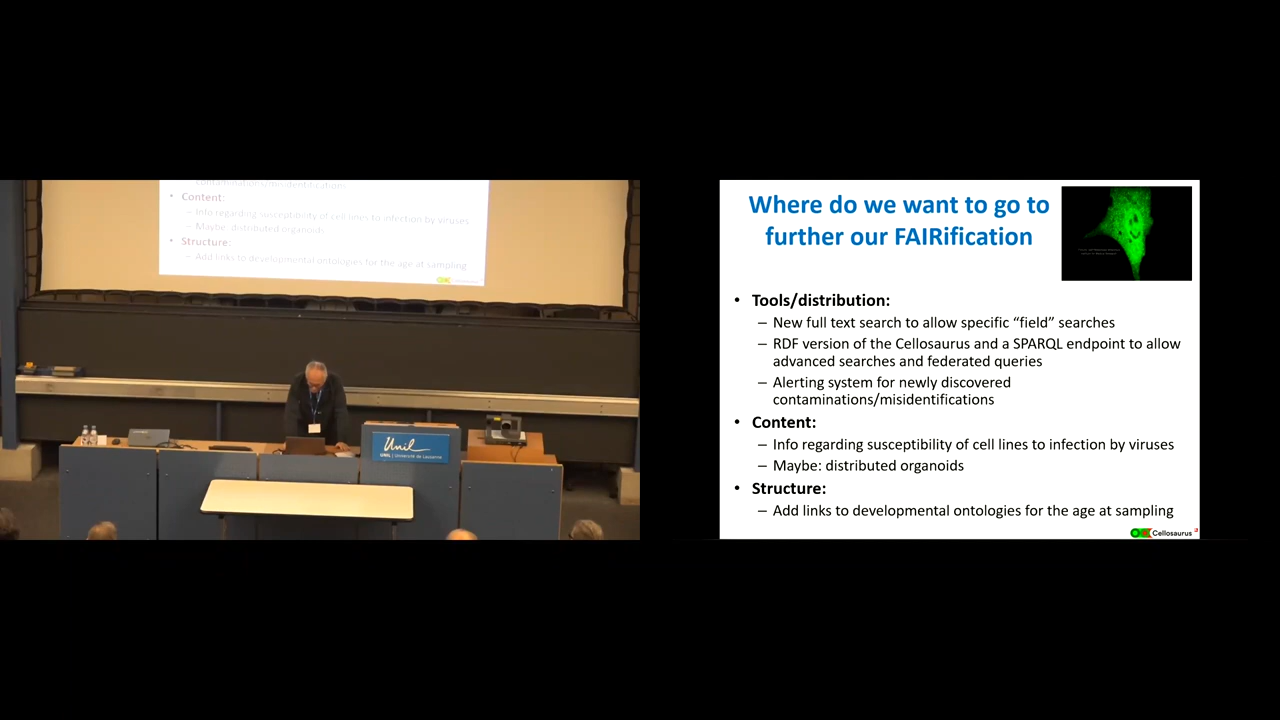 contaminations/misidentifications
• Content:
– Info regarding susceptibility of cell lines to infection by viruses
– Maybe: distributed organoids
• Structure:
– Add links to developmental ontologies for the age at sampling
Cellosaurus
Unil
UNIL | Université de Lausanne
Where do we want to go to
further our FAIRification
• Tools/distribution:
– New full text search to allow specific “field” searches
– RDF version of the Cellosaurus and a SPARQL endpoint to allow
advanced searches and federated queries
– Alerting system for newly discovered
contaminations/misidentifications
• Content:
– Info regarding susceptibility of cell lines to infection by viruses
– Maybe: distributed organoids
• Structure:
– Add links to developmental ontologies for the age at sampling
Cellosaurus